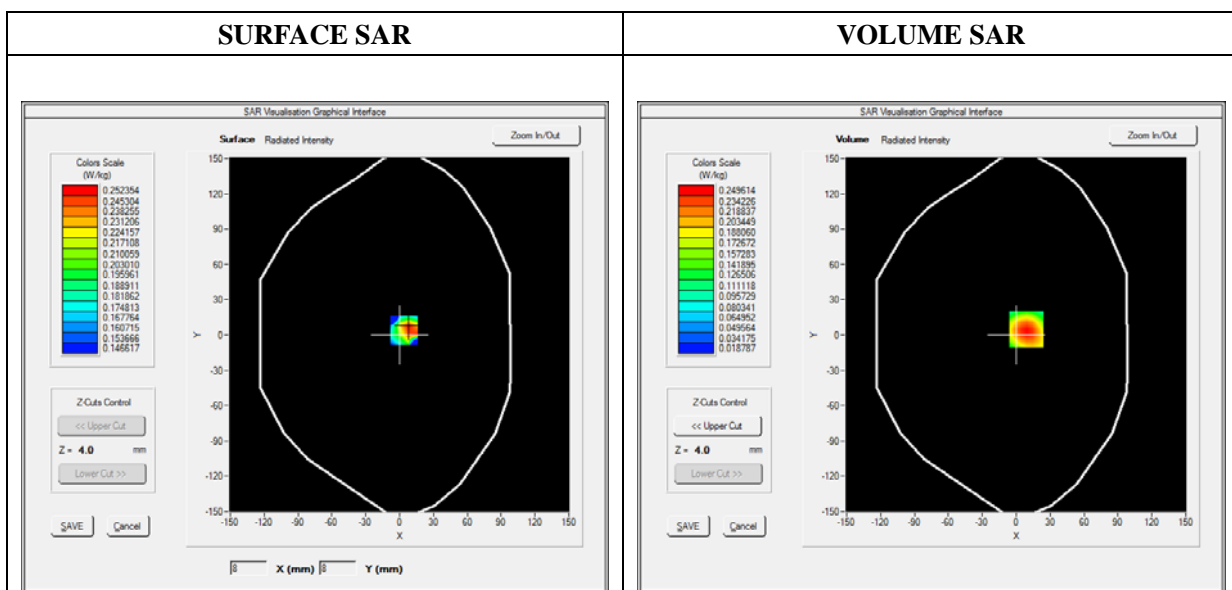 SURFACE SAR
VOLUME SAR
SAR Visualisation Graphical Interface
Surface Radiated Intensity
Zoom In/Out
Colors Scale
(W/kg)
0.252354
0.245304
0.238255
0.231206
0.224157
0.217108
0.210059
0.203010
0.195961
0.188911
0.181862
0.174813
0.167764
0.160715
0.153666
0.146617
150
120
90
60
30
0
-30
-60
-90
-120
-150
Y
-150 -120 -90 -60 -30 0 30 60 90 120 150
X
Z-Cuts Control
<< Upper Cut
Z = 4.0 mm
Lower Cut >>
SAVE Cancel
8 X (mm) 8 Y (mm)
SAR Visualisation Graphical Interface
Volume Radiated Intensity
Zoom In/Out
Colors Scale
(W/kg)
0.249614
0.234226
0.218837
0.203449
0.188060
0.172672
0.157283
0.141895
0.126506
0.111118
0.095729
0.080341
0.064952
0.049564
0.034175
0.018787
150
120
90
60
30
0
-30
-60
-90
-120
-150
Y
-150 -120 -90 -60 -30 0 30 60 90 120 150
X
Z-Cuts Control
<< Upper Cut
Z = 4.0 mm
Lower Cut >>
SAVE Cancel